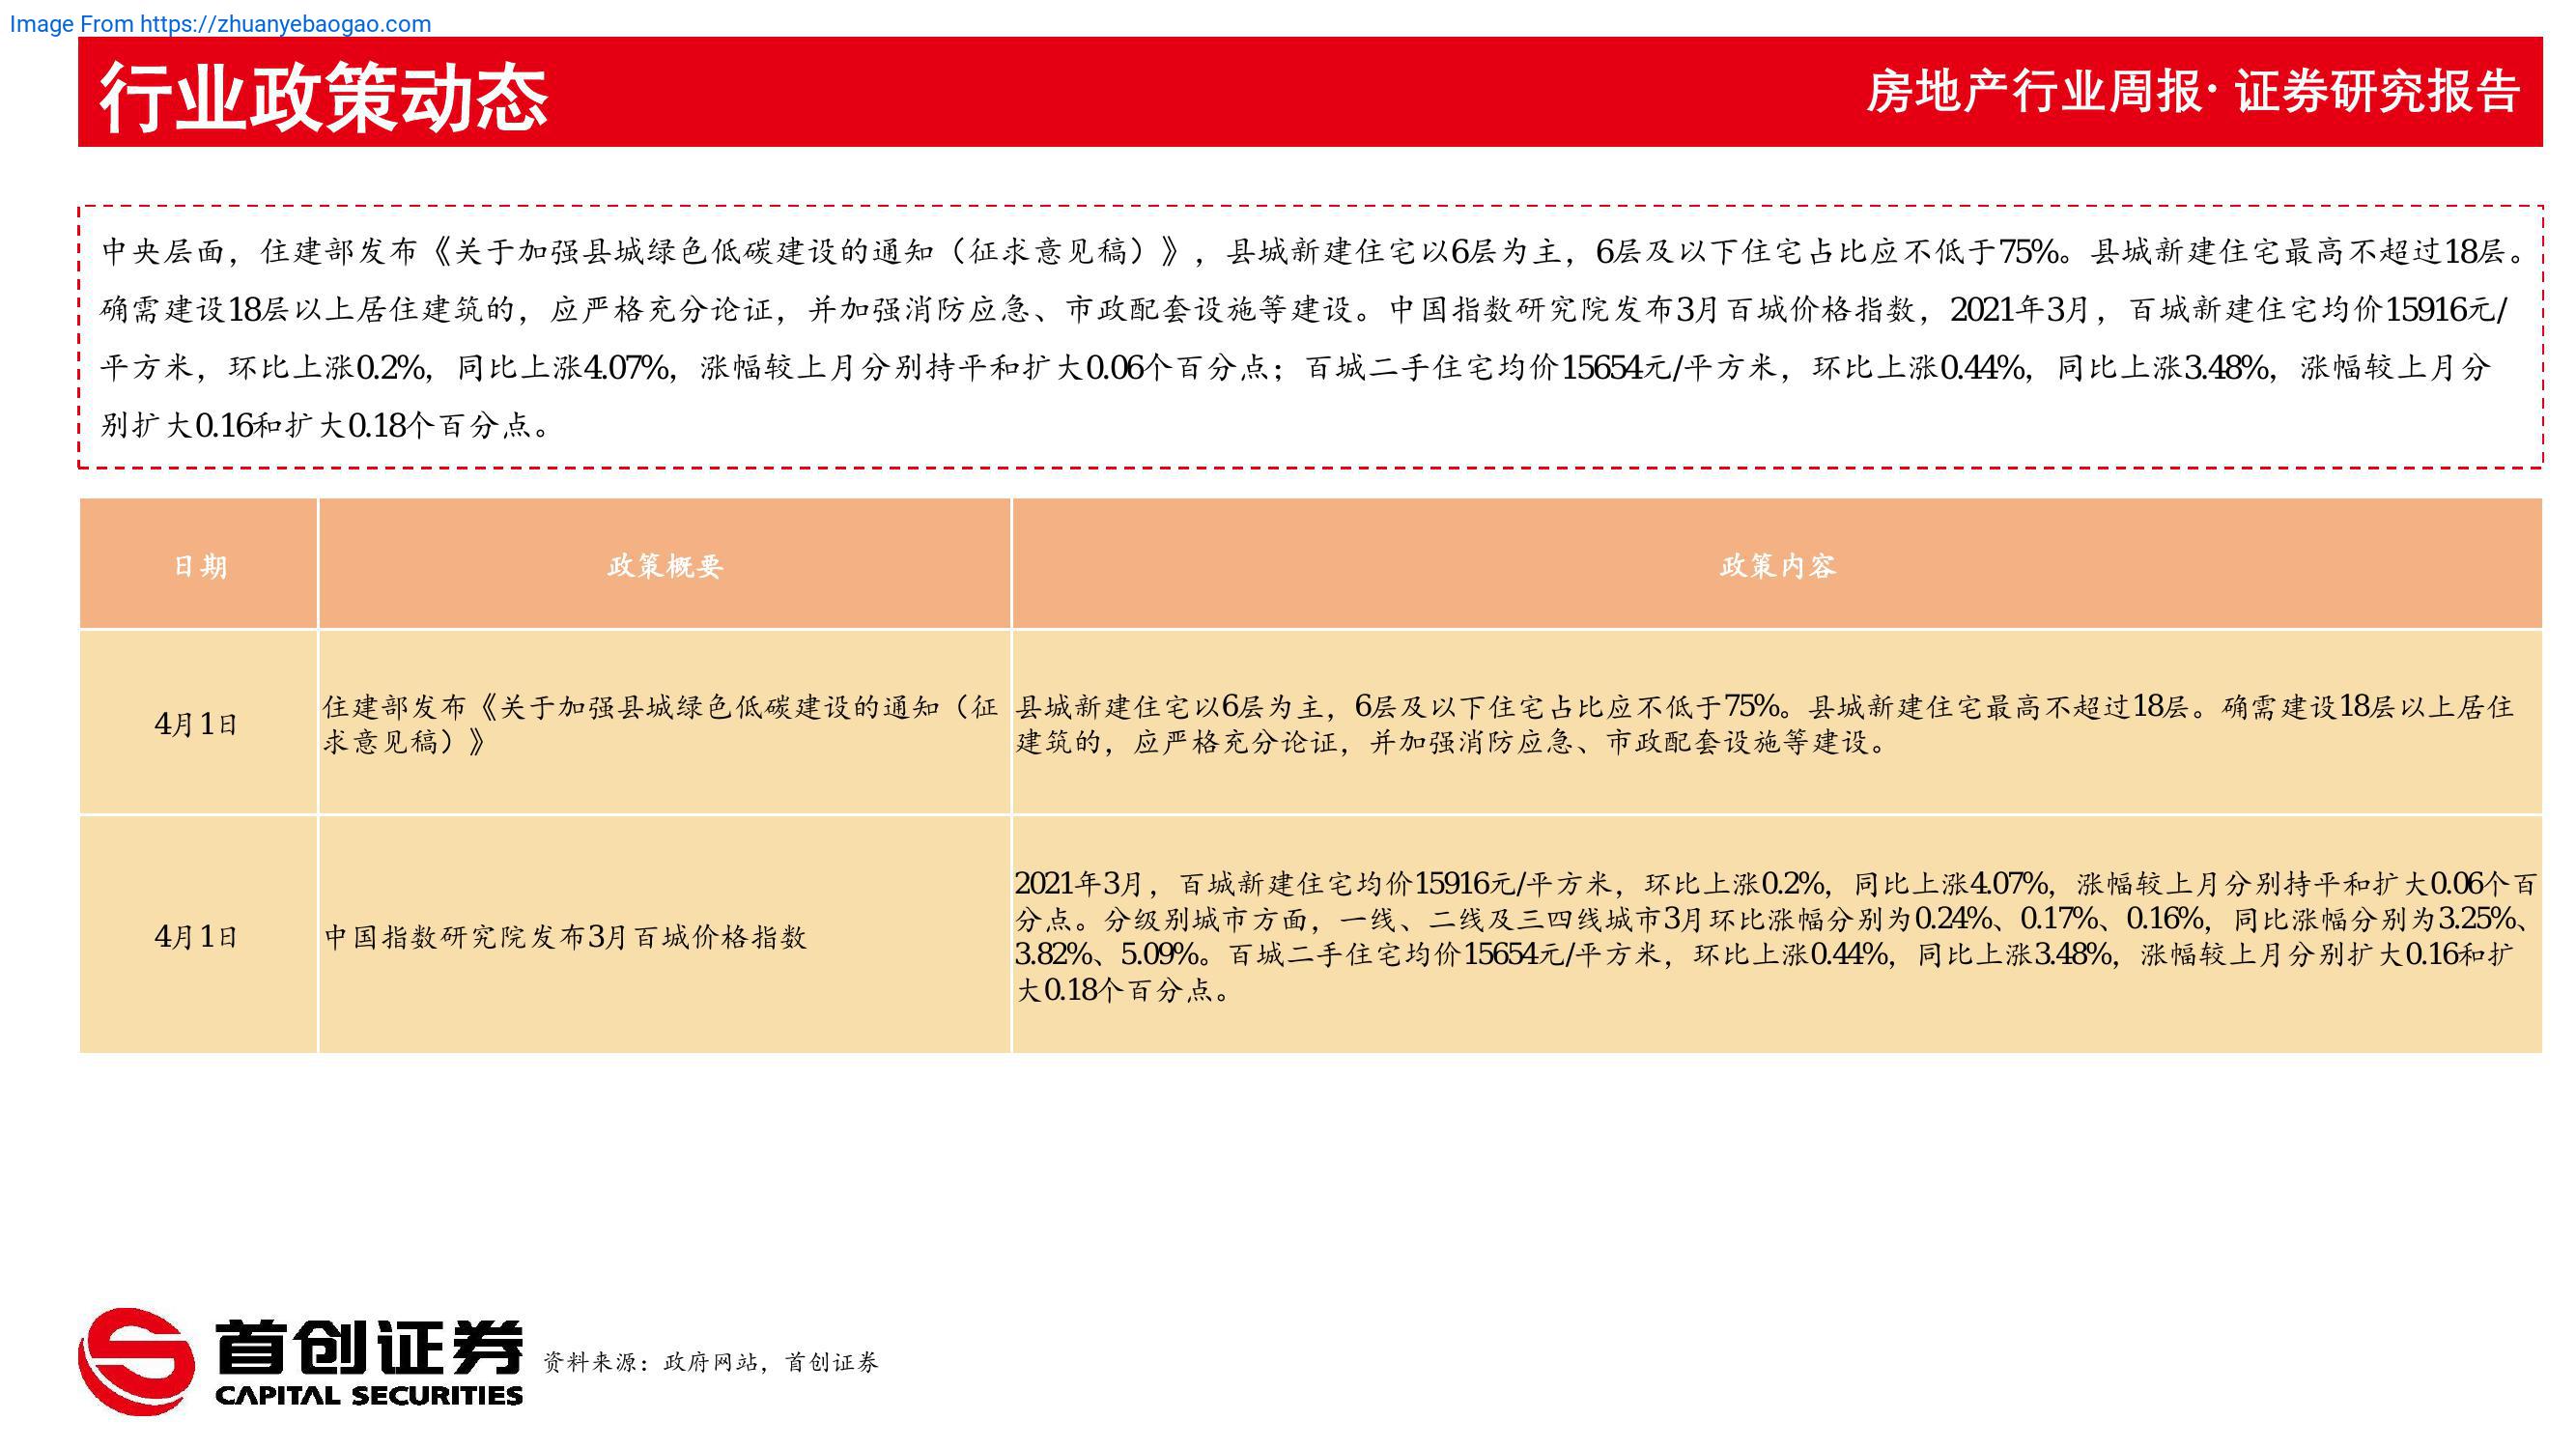 Image From https://zhuanyebaogao.com
行业政策动态
房地产行业周报· 证券研究报告
中央层面，住建部发布《关于加强县城绿色低碳建设的通知（征求意见稿）》，县城新建住宅以6层为主，6层及以下住宅占比应不低于75%。县城新建住宅最高不超过18层。
确需建设18层以上居住建筑的，应严格充分论证，并加强消防应急、市政配套设施等建设。中国指数研究院发布3月百城价格指数，2021年3月，百城新建住宅均价15916元/
平方米，环比上涨0.2%，同比上涨4.07%，涨幅较上月分别持平和扩大0.06个百分点；百城二手住宅均价15654元/平方米，环比上涨0.44%，同比上涨3.48%，涨幅较上月分
别扩大0.16和扩大0.18个百分点。
日期
政策概要
政策内容
4月1日
住建部发布《关于加强县城绿色低碳建设的通知（征
求意见稿）》
县城新建住宅以6层为主，6层及以下住宅占比应不低于75%。县城新建住宅最高不超过18层。确需建设18层以上居住
建筑的，应严格充分论证，并加强消防应急、市政配套设施等建设。
4月1日
中国指数研究院发布3月百城价格指数
2021年3月，百城新建住宅均价15916元/平方米，环比上涨0.2%，同比上涨4.07%，涨幅较上月分别持平和扩大0.06个百
分点。分级别城市方面，一线、二线及三四线城市3月环比涨幅分别为0.24%、0.17%、0.16%，同比涨幅分别为3.25%、
3.82%、5.09%。百城二手住宅均价15654元/平方米，环比上涨0.44%，同比上涨3.48%，涨幅较上月分别扩大0.16和扩
大0.18个百分点。
首创证券
CAPITAL SECURITIES
资料来源：政府网站，首创证券